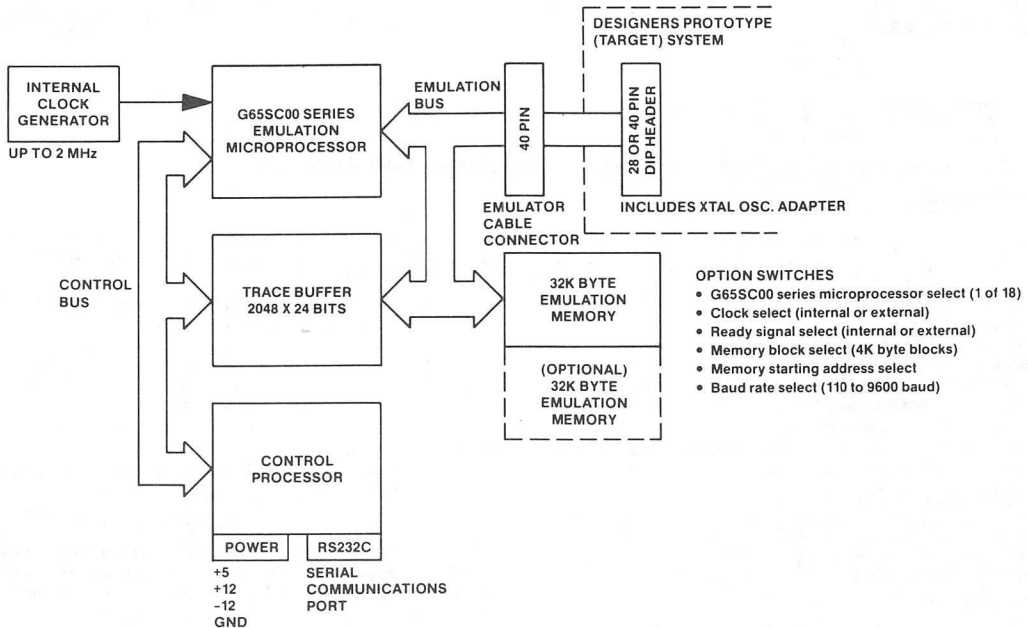 DESIGNERS PROTOTYPE
(TARGET) SYSTEM
INTERNAL
CLOCK
GENERATOR
UP TO 2 MHz
G65SC00 SERIES
EMULATION
MICROPROCESSOR
EMULATION
BUS
40 PIN
EMULATOR
CABLE
CONNECTOR
28 OR 40 PIN
DIP HEADER
INCLUDES XTAL OSC. ADAPTER
CONTROL
BUS
TRACE BUFFER
2048 X 24 BITS
32K BYTE
EMULATION
MEMORY
(OPTIONAL)
32K BYTE
EMULATION
MEMORY
OPTION SWITCHES
• G65SC00 series microprocessor select (1 of 18)
• Clock select (internal or external)
• Ready signal select (internal or external)
• Memory block select (4K byte blocks)
• Memory starting address select
• Baud rate select (110 to 9600 baud)
CONTROL
PROCESSOR
POWER
RS232C
+5
+12
-12
GND
SERIAL
COMMUNICATIONS
PORT